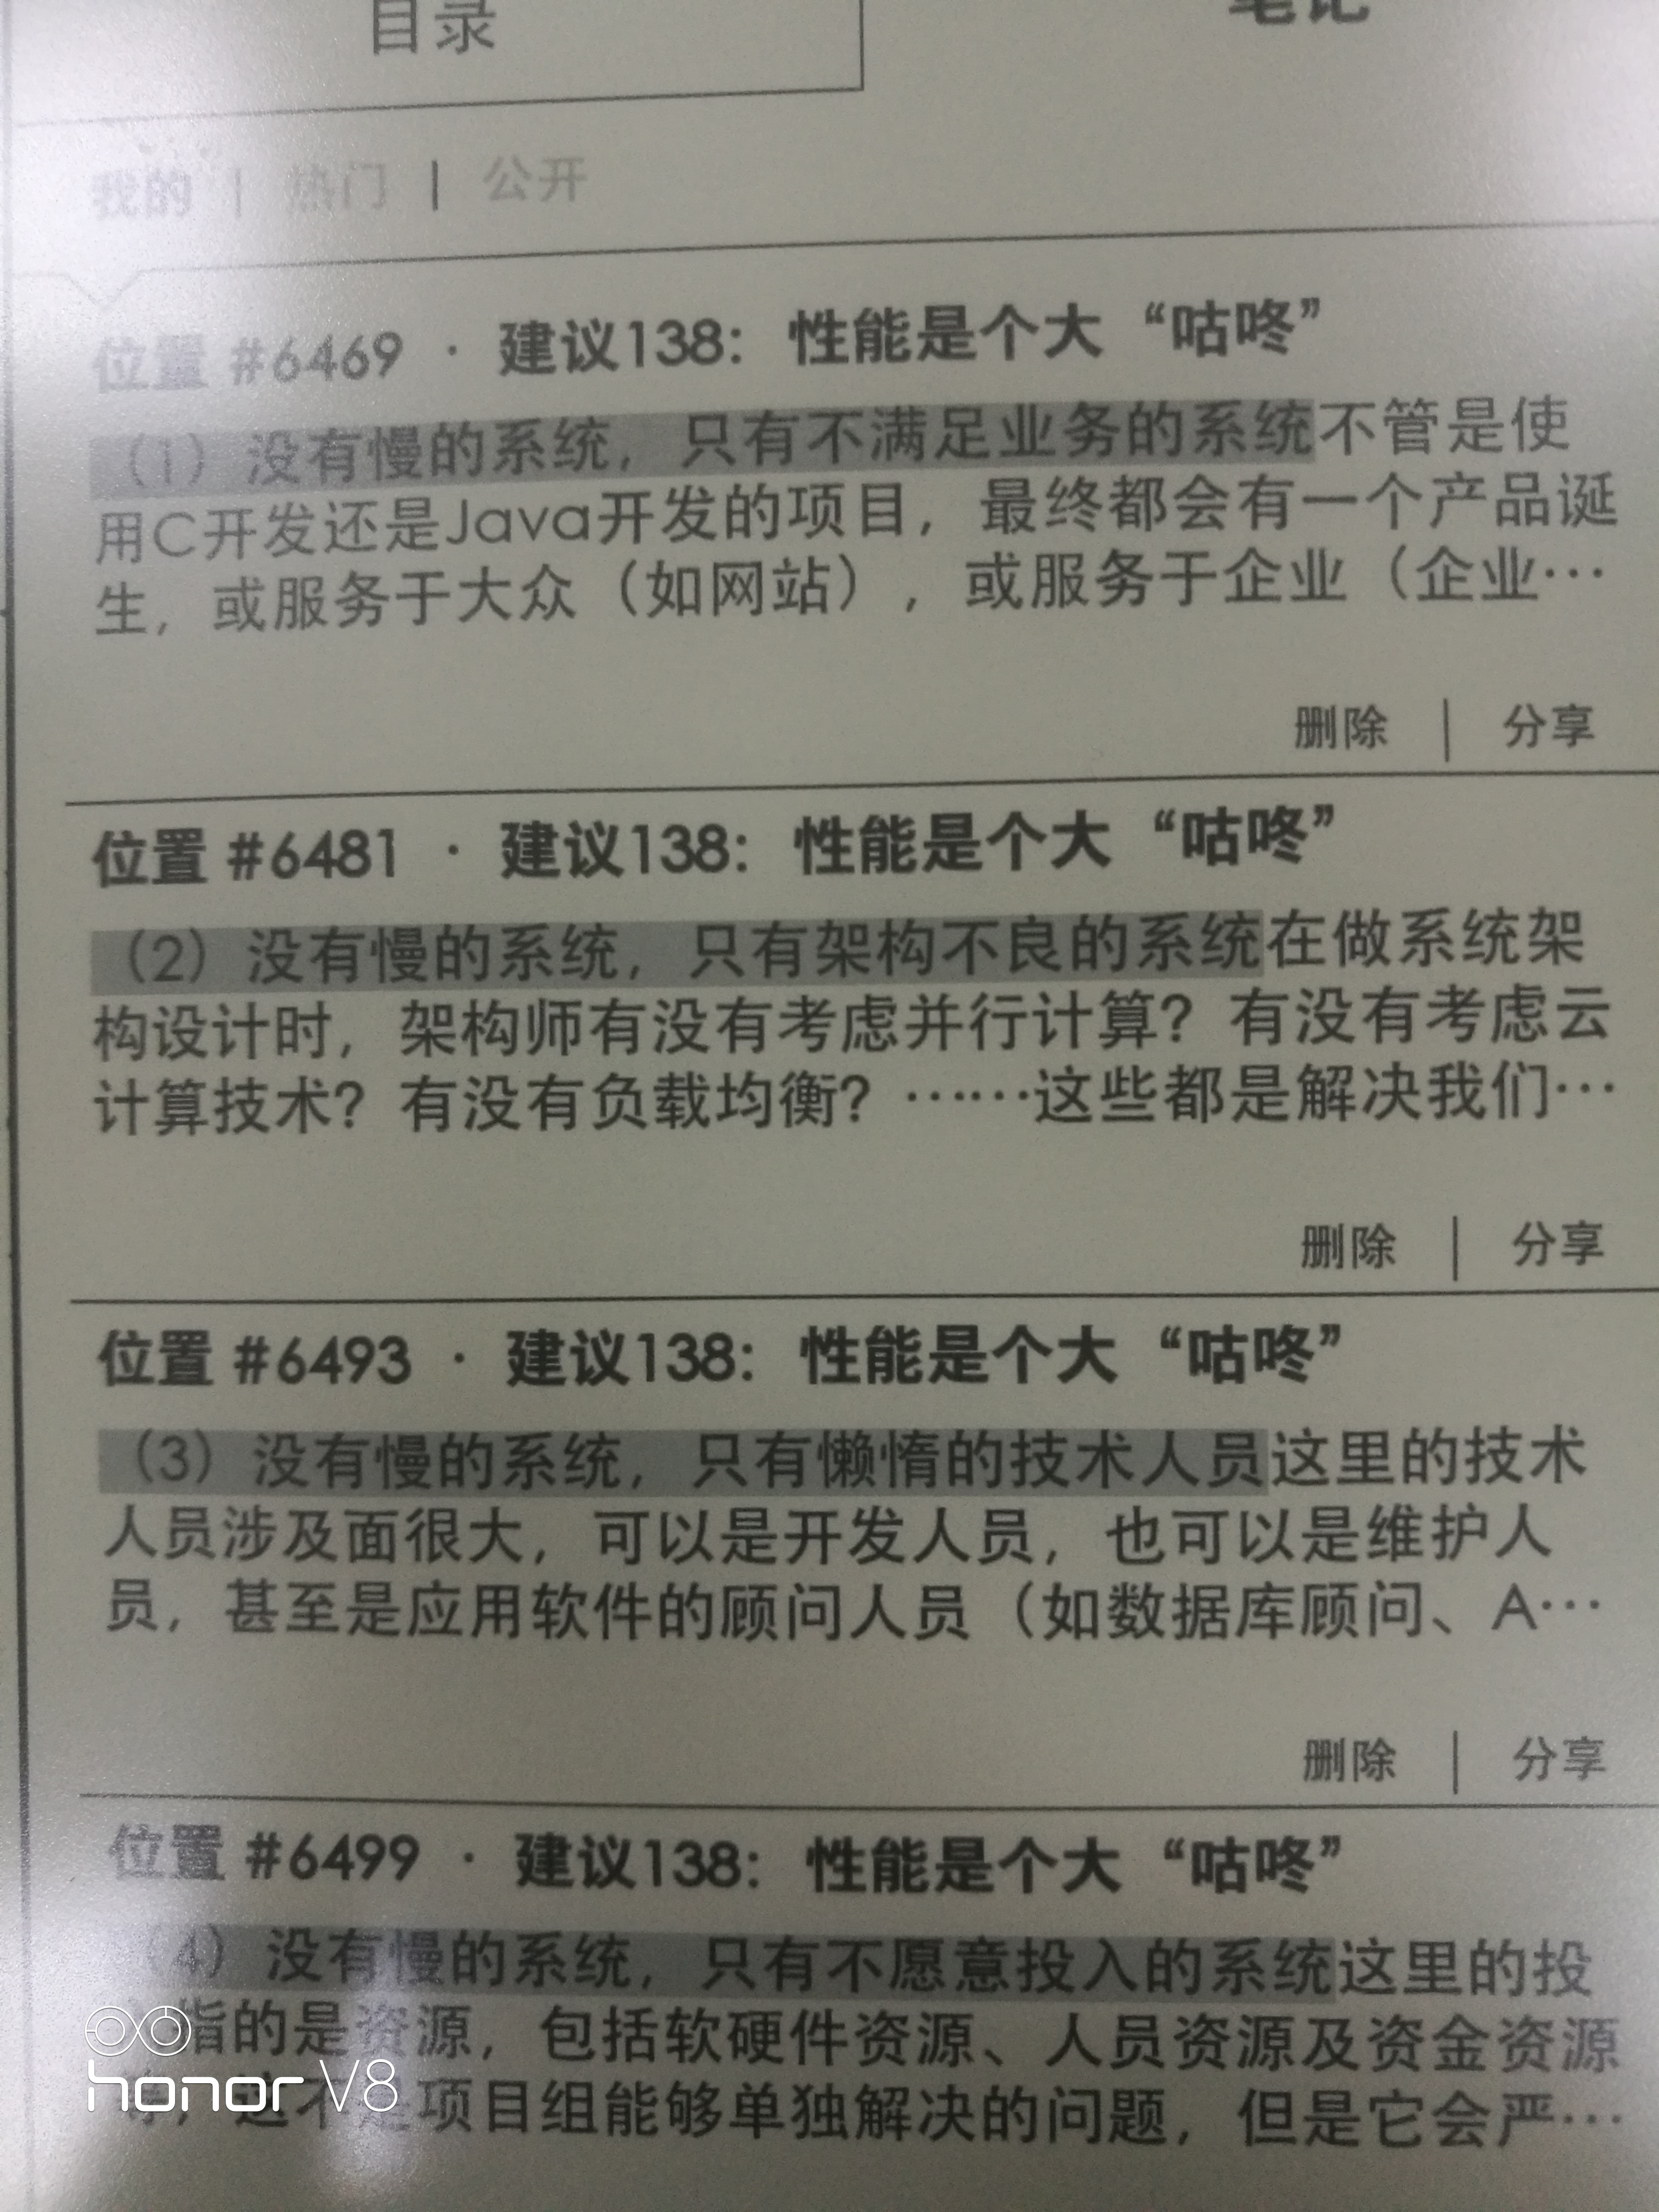 目录
笔记
我的 | 热门 | 公开
位置 #6469 · 建议138：性能是个大“咕咚”
（i）没有慢的系统，只有不满足业务的系统不管是使
用C开发还是Java开发的项目，最终都会有一个产品诞
生，或服务于大众（如网站），或服务于企业（企业…
删除 | 分享
位置 #6481 · 建议138：性能是个大“咕咚”
（2）没有慢的系统，只有架构不良的系统在做系统架
构设计时，架构师有没有考虑并行计算？有没有考虑云
计算技术？有没有负载均衡？……这些都是解决我们…
删除 | 分享
位置 #6493 · 建议138：性能是个大“咕咚”
（3）没有慢的系统，只有懒惰的技术人员这里的技术
人员涉及面很大，可以是开发人员，也可以是维护人
员，甚至是应用软件的顾问人员（如数据库顾问、A…
删除 | 分享
位置 #6499 · 建议138：性能是个大“咕咚”
（4）没有慢的系统，只有不愿意投入的系统这里的投
指的是资源，包括软硬件资源、人员资源及资金资源
等，这不是项目组能够单独解决的问题，但是它会严…
honor V8